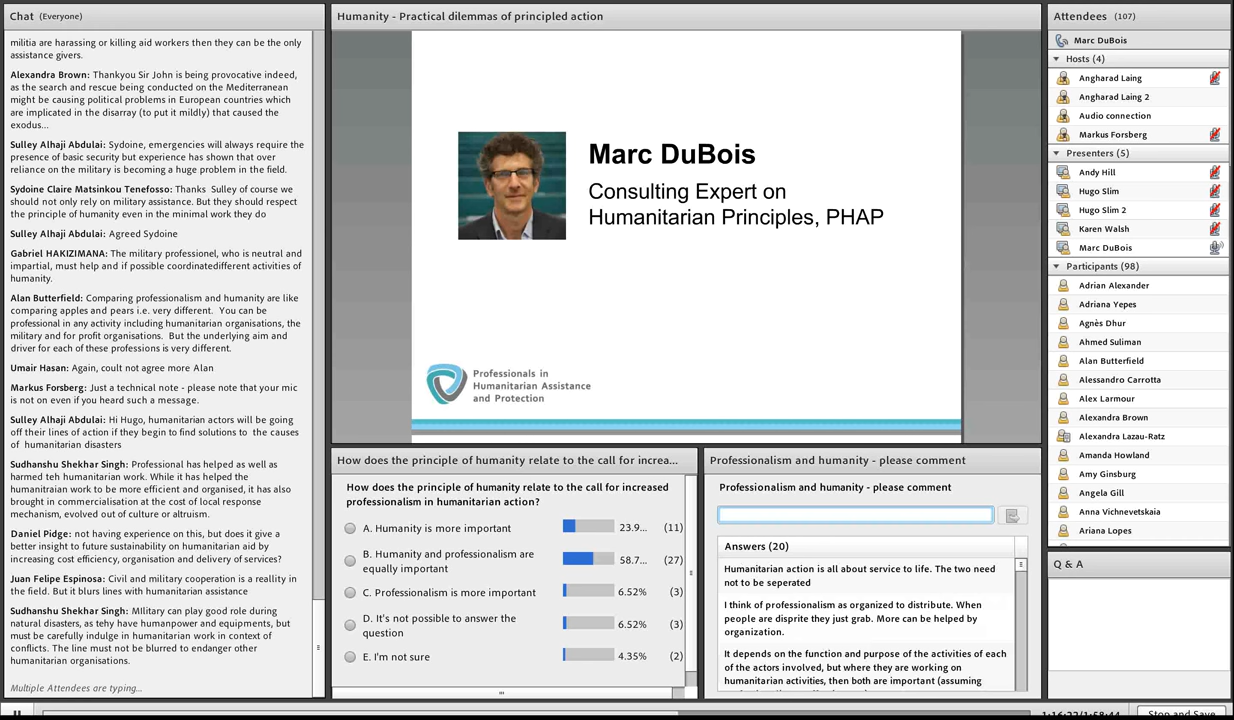 Chat (Everyone)
militia are harassing or killing aid workers then they can be the only
assistance givers.
Alexandra Brown: Thankyou Sir John is being provocative indeed,
as the search and rescue being conducted on the Mediterranean
might be causing political problems in European countries which
are implicated in the disarray (to put it mildly) that caused the
exodus...
Sulley Alhaji Abdulai: Sydoine, emergencies will always require the
presence of basic security but experience has shown that over
reliance on the military is becoming a huge problem in the field.
Sydoine Claire Matsinkou Tenefosso: Thanks Sulley of course we
should not only rely on military assistance. But they should respect
the principle of humanity even in the minimal work they do
Sulley Alhaji Abdulai: Agreed Sydoine
Gabriel HAKIZIMANA: The military professionel, who is neutral and
impartial, must help and if possible coordinatedifferent activities of
humanity.
Alan Butterfield: Comparing professionalism and humanity are like
comparing apples and pears i.e. very different. You can be
professional in any activity including humanitarian organisations, the
military and for profit organisations. But the underlying aim and
driver for each of these professions is very different.
Umair Hasan: Again, coult not agree more Alan
Markus Forsberg: Just a technical note - please note that your mic
is not on even if you heard such a message.
Sulley Alhaji Abdulai: Hi Hugo, humanitarian actors will be going
off their lines of action if they begin to find solutions to the causes
of humanitarian disasters
Sudhanshu Shekhar Singh: Professional has helped as well as
harmed teh humanitarian work. While it has helped the
humanitraian work to be more efficient and organised, it has also
brought in commercialisation at the cost of local response
mechanism, evolved out of culture or altruism.
Daniel Pidge: not having experience on this, but does it give a
better insight to future sustainability on humanitarian aid by
increasing cost efficiency, organisation and delivery of services?
Juan Felipe Espinosa: Civil and military cooperation is a reallity in
the field. But it blurs lines with humanitarian assistance
Sudhanshu Shekhar Singh: MIlitary can play good role during
natural disasters, as tehy have humanpower and equipments, but
must be carefully indulge in humanitarian work in context of
conflicts. The line must not be blurred to endanger other
humanitarian organisations.
Multiple Attendees are typing...
Humanity - Practical dilemmas of principled action
Marc DuBois
Consulting Expert on
Humanitarian Principles, PHAP
Professionals in
Humanitarian Assistance
and Protection
How does the principle of humanity relate to the call for increa...
How does the principle of humanity relate to the call for increased
professionalism in humanitarian action?
A. Humanity is more important 23.9... (11)
B. Humanity and professionalism are
equally important 58.7... (27)
C. Professionalism is more important 6.52% (3)
D. It's not possible to answer the
question 6.52% (3)
E. I'm not sure 4.35% (2)
Professionalism and humanity - please comment
Professionalism and humanity - please comment
Answers (20)
Humanitarian action is all about service to life. The two need
not to be seperated
I think of professionalism as organized to distribute. When
people are disprite they just grab. More can be helped by
organization.
It depends on the function and purpose of the activities of each
of the actors involved, but where they are working on
humanitarian activities, then both are important (assuming
Attendees (107)
Marc DuBois
Hosts (4)
Angharad Laing
Angharad Laing 2
Audio connection
Markus Forsberg
Presenters (5)
Andy Hill
Hugo Slim
Hugo Slim 2
Karen Walsh
Marc DuBois
Participants (98)
Adrian Alexander
Adriana Yepes
Agnès Dhur
Ahmed Suliman
Alan Butterfield
Alessandro Carrotta
Alex Larmour
Alexandra Brown
Alexandra Lazau-Ratz
Amanda Howland
Amy Ginsburg
Angela Gill
Anna Vichnevetskaia
Ariana Lopes
Q & A
1:16:22/1:58:44
Stop and Save